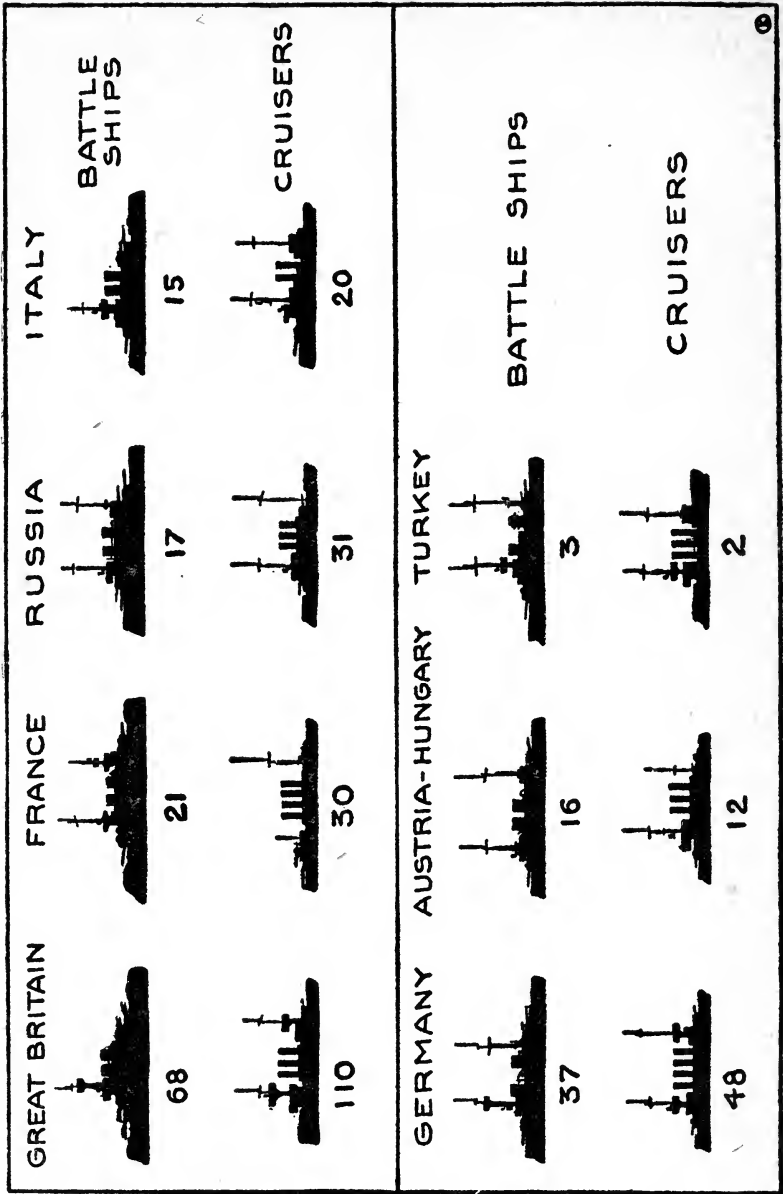 GREAT BRITAIN FRANCE RUSSIA ITALY
BATTLE
SHIPS
68 21 17 15
CRUISERS
110 30 31 20
GERMANY AUSTRIA-HUNGARY TURKEY
BATTLE SHIPS
37 16 3
CRUISERS
48 12 2